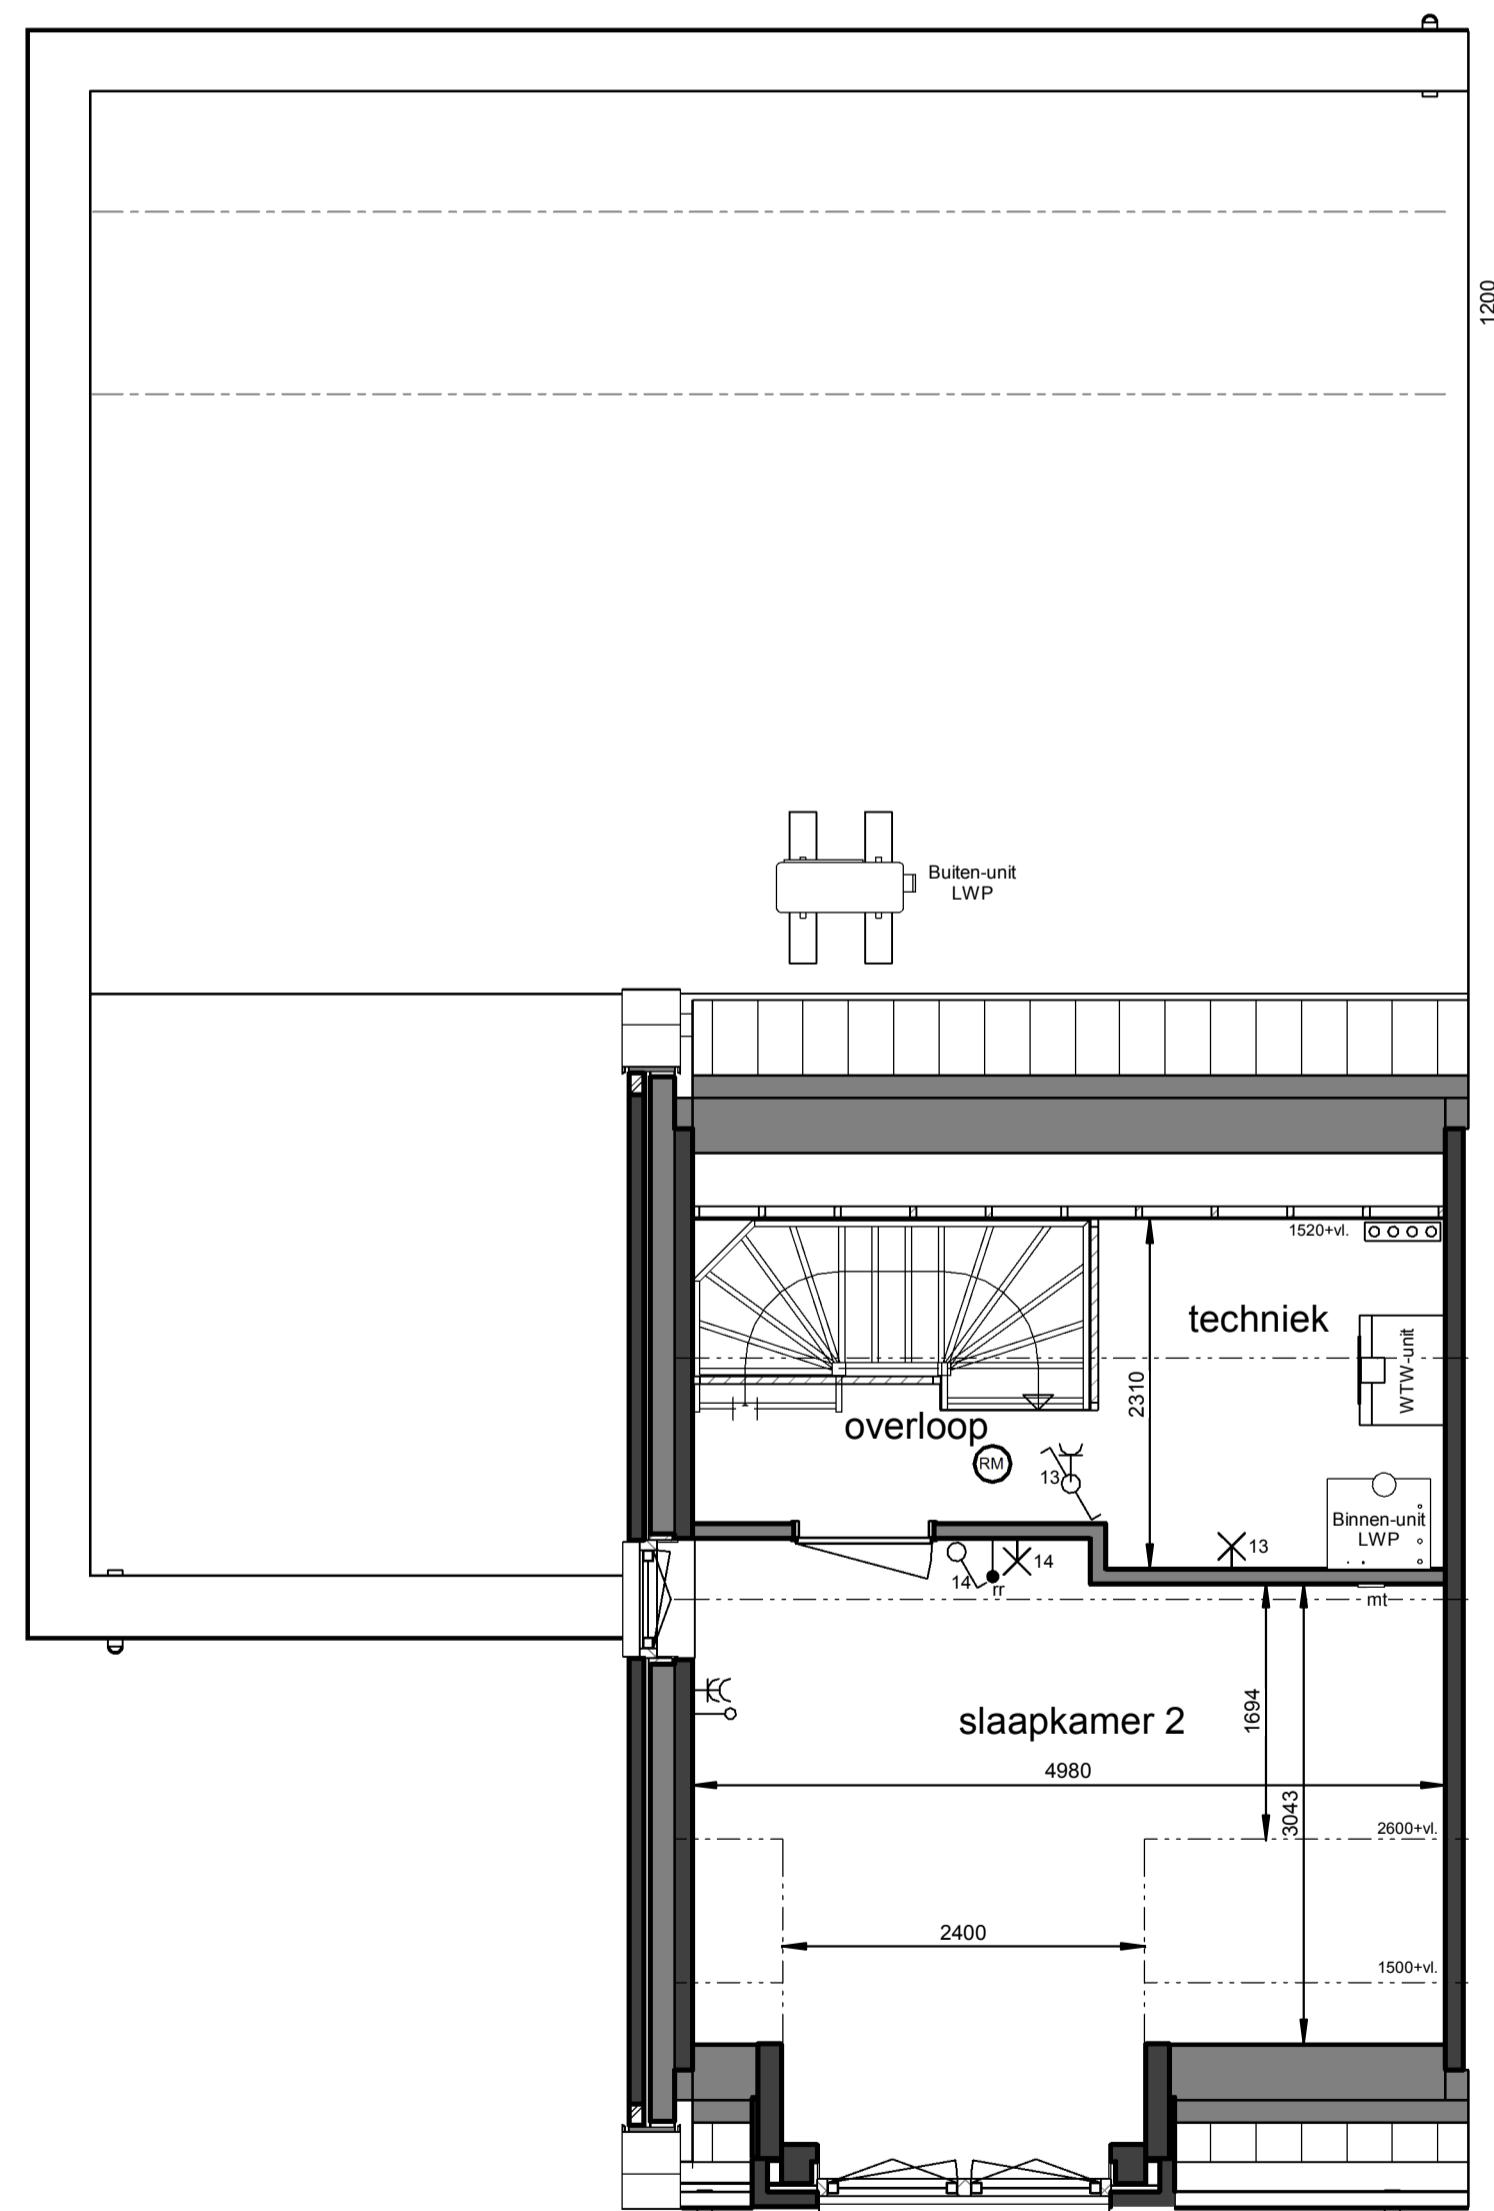 1200
Buiten-unit
LWP
1520+vl.
techniek
WTW-unit
2310
overloop
RM
13
Binnen-unit
LWP
13
14
14
rr
mt
1694
slaapkamer 2
4980
3043
2600+vl.
2400
1500+vl.